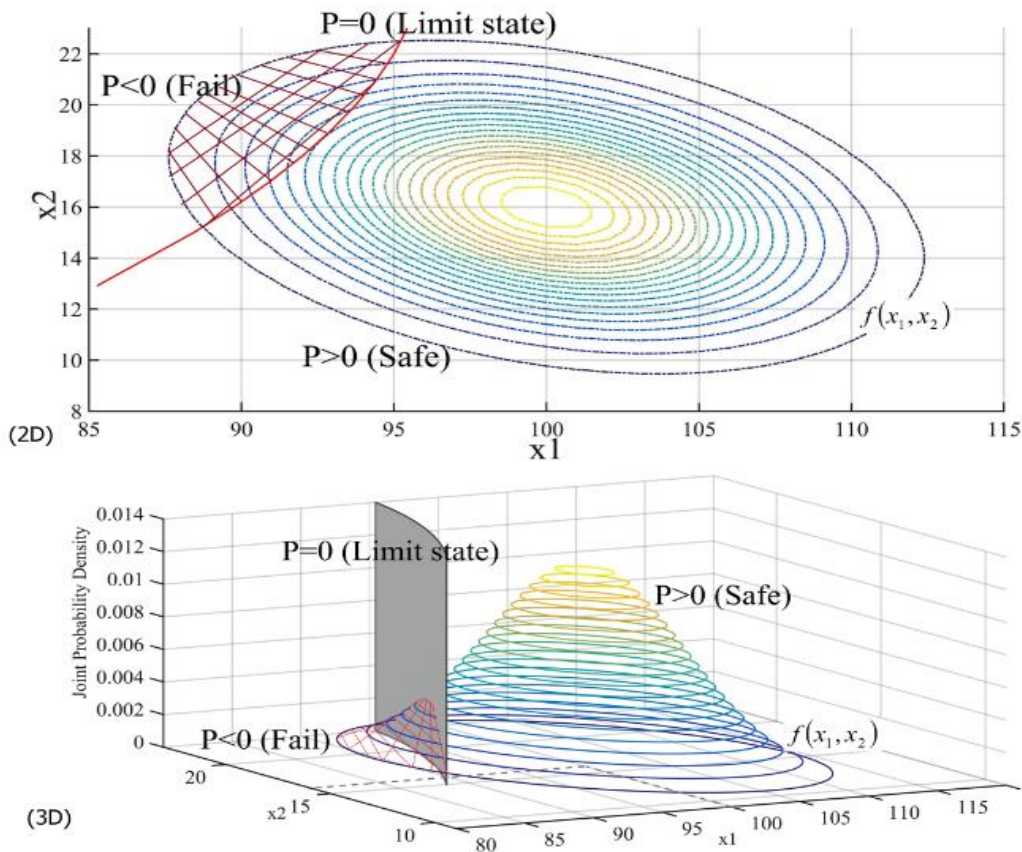 P=0 (Limit state)
P<0 (Fail)
22
20
18
16
14
12
10
8
x2
f(x₁,x₂)
P>0 (Safe)
85
90
95
100
105
110
115
x1
(2D)
0.014
0.012
0.01
0.008
0.006
0.004
0.002
0
Joint Probability Density
P=0 (Limit state)
P>0 (Safe)
P<0 (Fail)
f(x₁,x₂)
20
15
10
x2
80
85
90
95
100
105
110
115
x1
(3D)